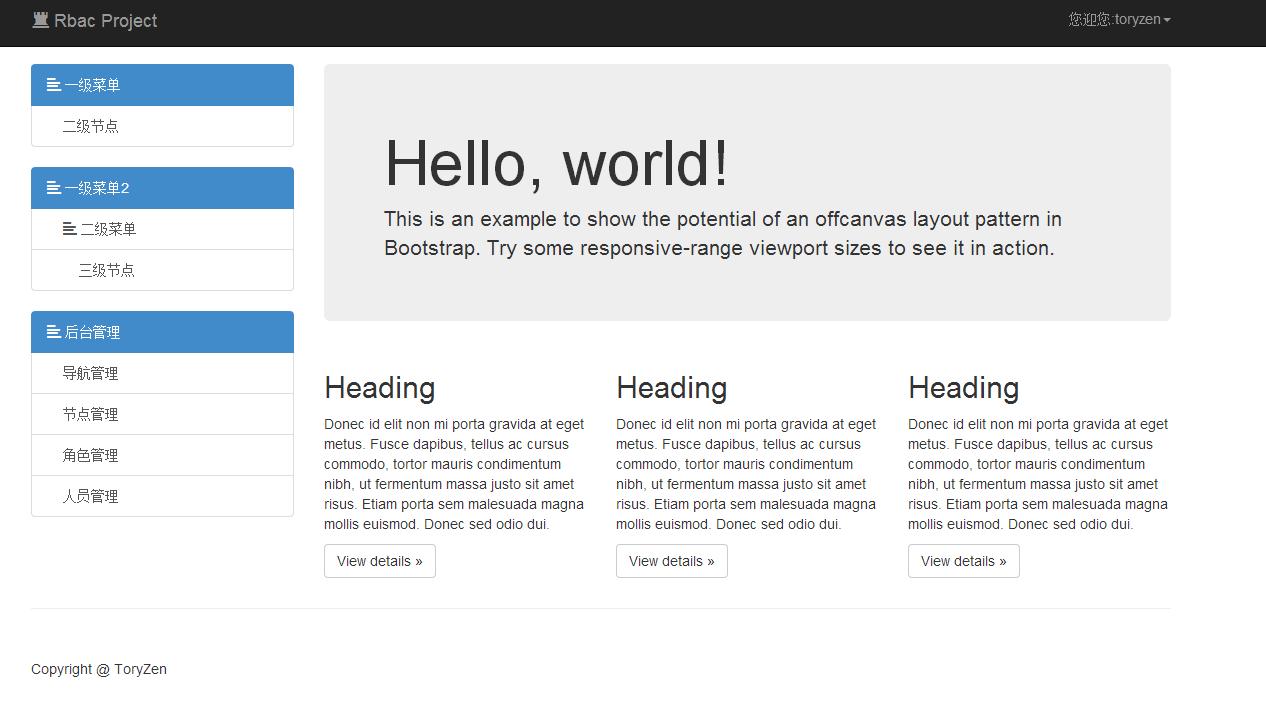 Rbac Project
您迎您:toryzen
一级菜单
二级节点
一级菜单2
二级菜单
三级节点
后台管理
导航管理
节点管理
角色管理
人员管理
Hello, world!
This is an example to show the potential of an offcanvas layout pattern in
Bootstrap. Try some responsive-range viewport sizes to see it in action.
Heading
Donec id elit non mi porta gravida at eget
metus. Fusce dapibus, tellus ac cursus
commodo, tortor mauris condimentum
nibh, ut fermentum massa justo sit amet
risus. Etiam porta sem malesuada magna
mollis euismod. Donec sed odio dui.
View details »
Heading
Donec id elit non mi porta gravida at eget
metus. Fusce dapibus, tellus ac cursus
commodo, tortor mauris condimentum
nibh, ut fermentum massa justo sit amet
risus. Etiam porta sem malesuada magna
mollis euismod. Donec sed odio dui.
View details »
Heading
Donec id elit non mi porta gravida at eget
metus. Fusce dapibus, tellus ac cursus
commodo, tortor mauris condimentum
nibh, ut fermentum massa justo sit amet
risus. Etiam porta sem malesuada magna
mollis euismod. Donec sed odio dui.
View details »
Copyright @ ToryZen